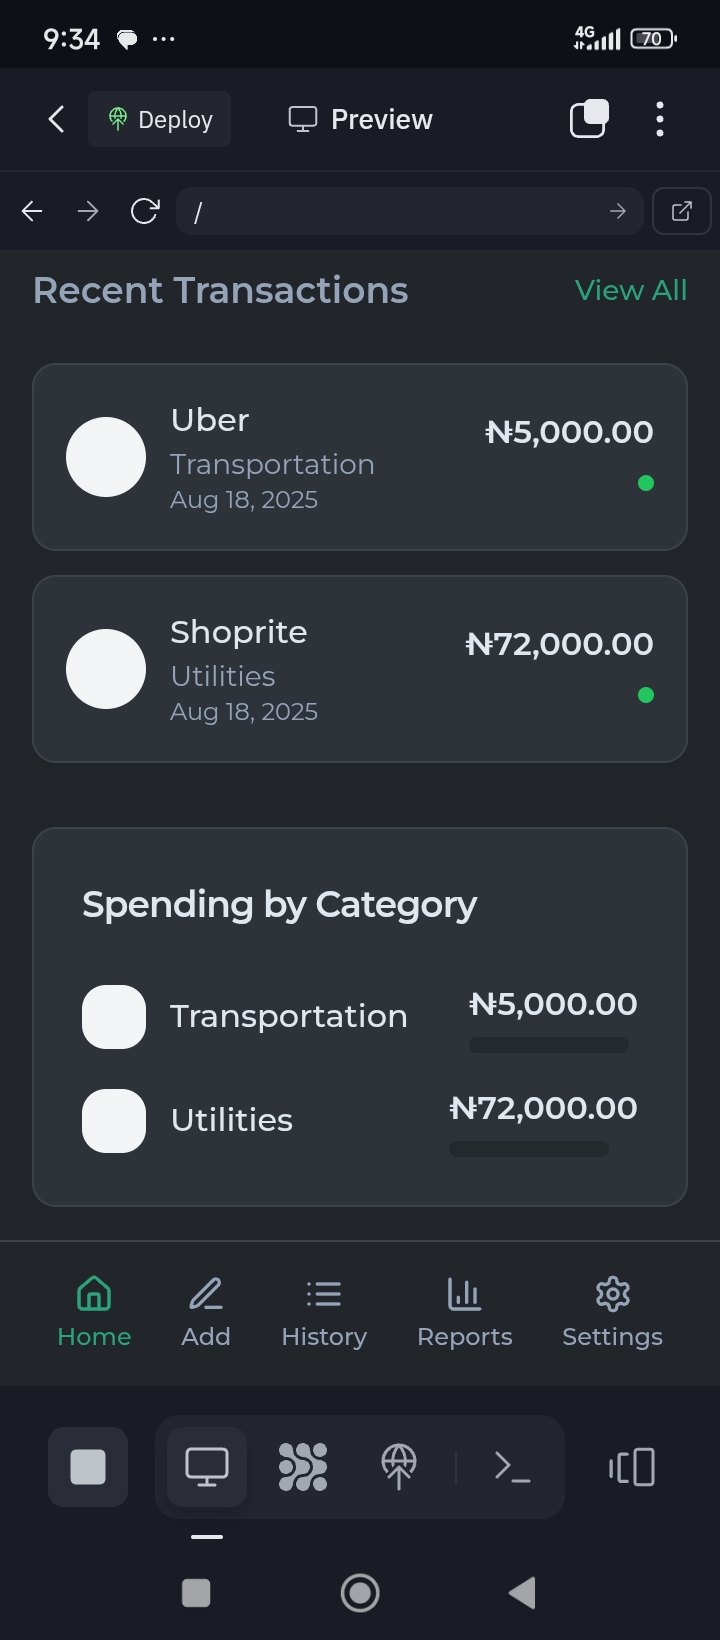 9:34
4G
70
Deploy
Preview
/
Recent Transactions
View All
Uber
₦5,000.00
Transportation
Aug 18, 2025
Shoprite
₦72,000.00
Utilities
Aug 18, 2025
Spending by Category
Transportation
₦5,000.00
Utilities
₦72,000.00
Home
Add
History
Reports
Settings